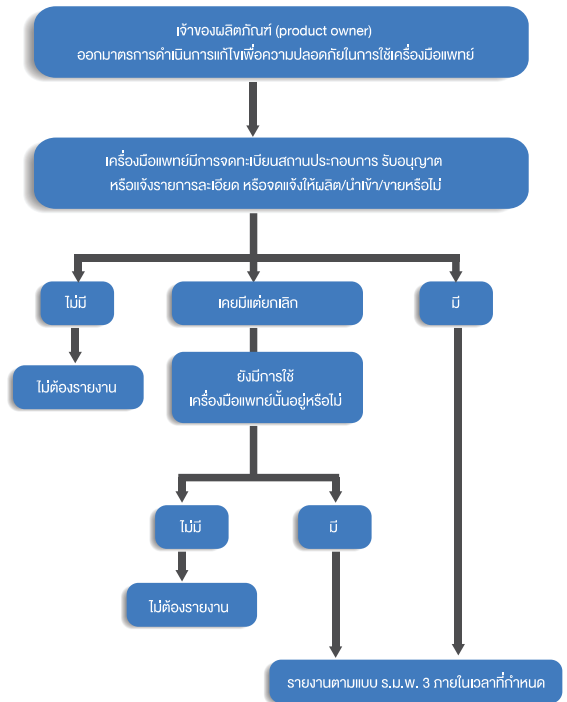 เจ้าของผลิตภัณฑ์ (product owner)
ออกมาตรการดำเนินการแก้ไขเพื่อความปลอดภัยในการใช้เครื่องมือแพทย์
เครื่องมือแพทย์มีการจดทะเบียนสถานประกอบการ รับอนุญาต
หรือแจ้งรายการละเอียด หรือจดแจ้งให้ผลิต/นำเข้า/ขายหรือไม่
ไม่มี
เคยมีแต่ยกเลิก
มี
ไม่ต้องรายงาน
ยังมีการใช้
เครื่องมือแพทย์นั้นอยู่หรือไม่
ไม่มี
มี
ไม่ต้องรายงาน
รายงานตามแบบ ร.ม.พ. 3 ภายในเวลาที่กำหนด